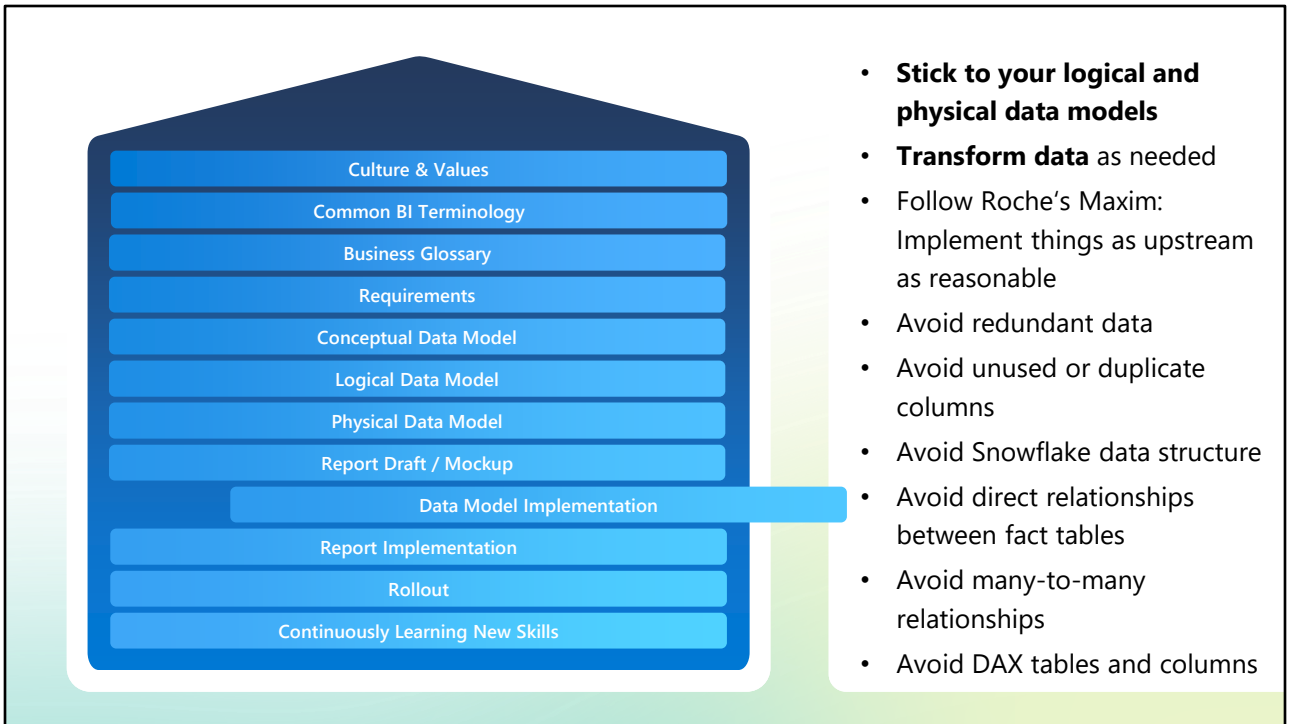 Culture & Values
Common BI Terminology
Business Glossary
Requirements
Conceptual Data Model
Logical Data Model
Physical Data Model
Report Draft / Mockup
Data Model Implementation
Report Implementation
Rollout
Continuously Learning New Skills
• Stick to your logical and
physical data models
• Transform data as needed
• Follow Roche‘s Maxim:
Implement things as upstream
as reasonable
• Avoid redundant data
• Avoid unused or duplicate
columns
• Avoid Snowflake data structure
• Avoid direct relationships
between fact tables
• Avoid many-to-many
relationships
• Avoid DAX tables and columns